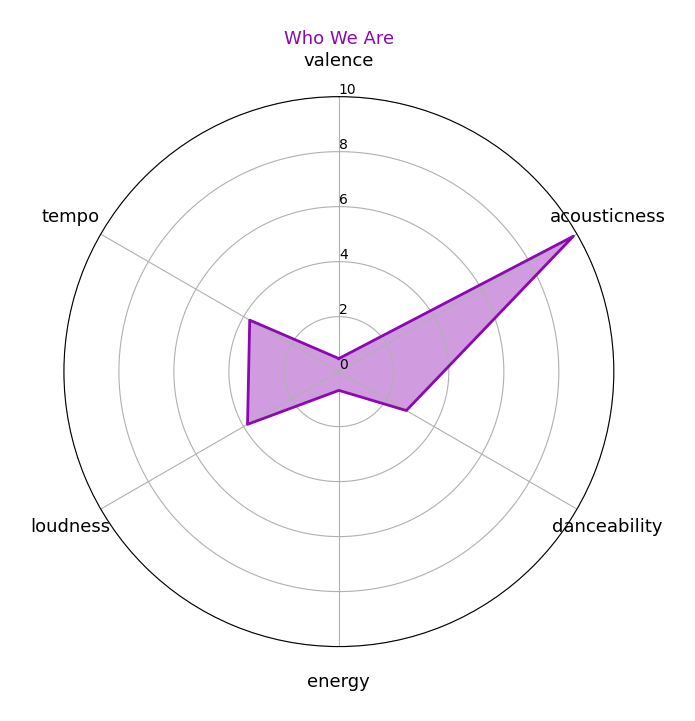 Who We Are
valence
10
8
6
4
2
0
tempo
acousticness
loudness
danceability
energy